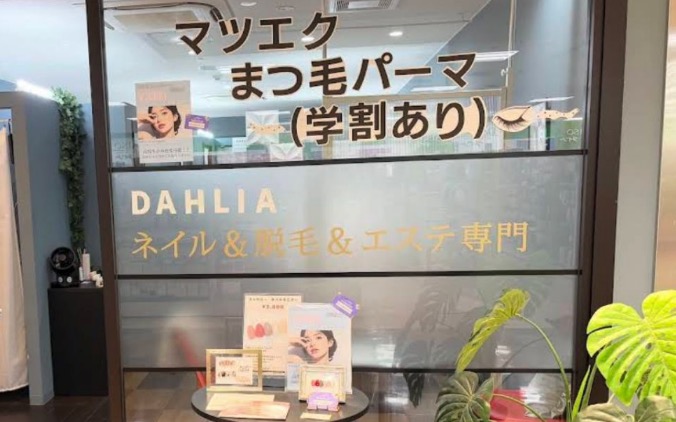 マツエク
まつ毛パーマ
(学割あり)
DAHLIA
ネイル&脱毛&エステ専門